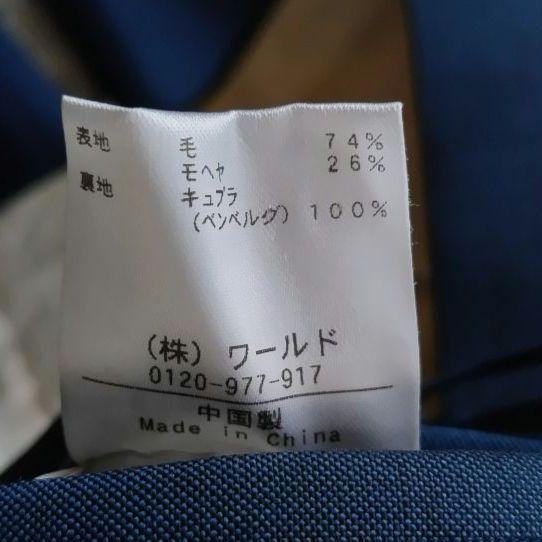 表地 毛 74%
モヘヤ 26%
裏地 キュプラ
(ベンベルグ) 100%
(株) ワールド
0120-977-917
中国製
Made in China